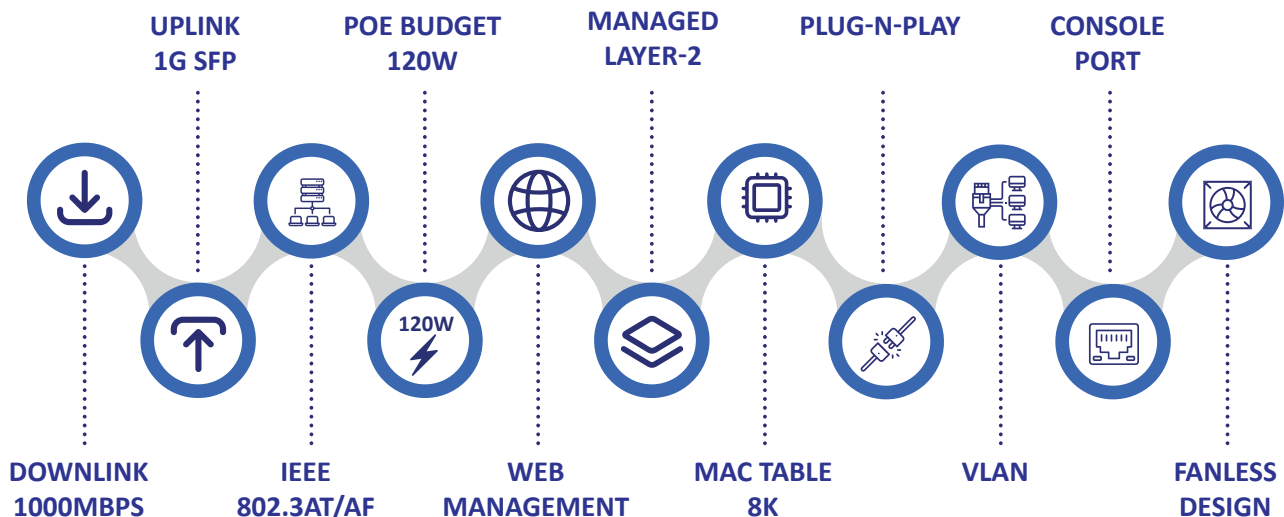 UPLINK
1G SFP
POE BUDGET
120W
MANAGED
LAYER-2
PLUG-N-PLAY
CONSOLE
PORT
120W
DOWNLINK
1000MBPS
IEEE
802.3AT/AF
WEB
MANAGEMENT
MAC TABLE
8K
VLAN
FANLESS
DESIGN